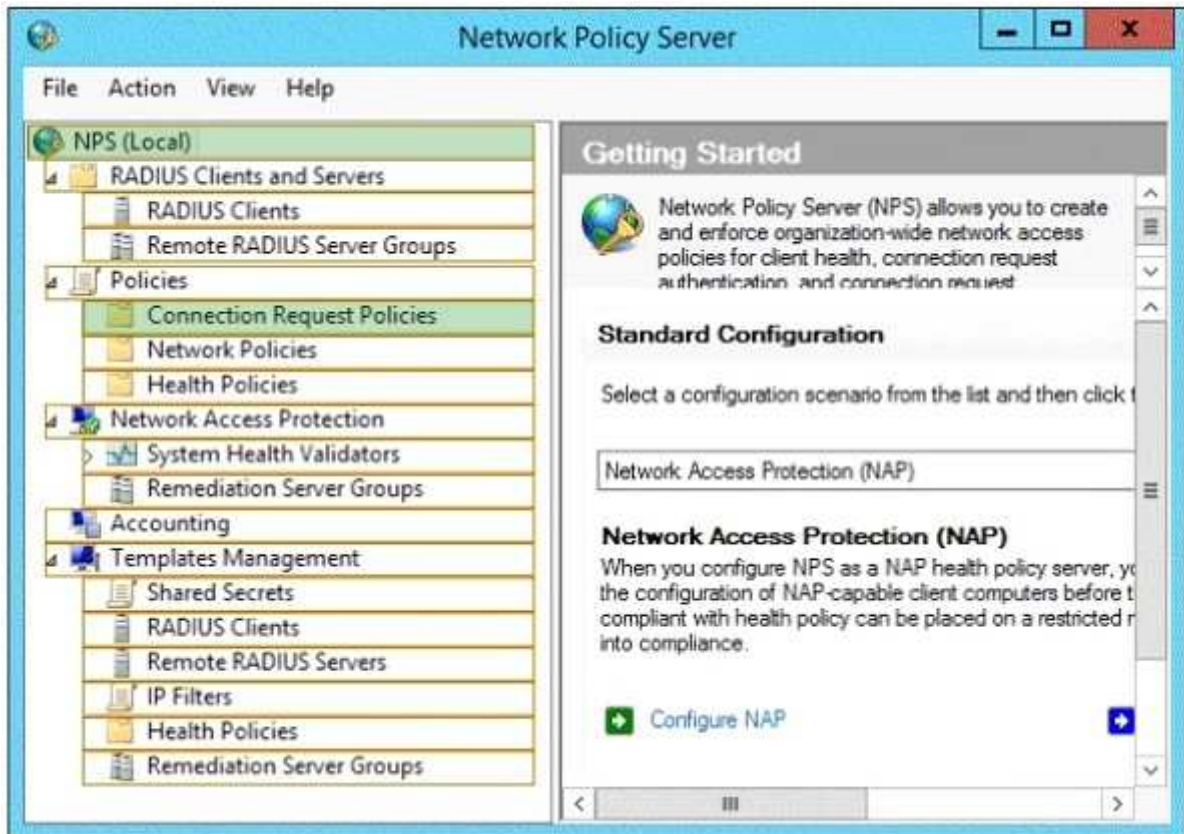 Network Policy Server
File Action View Help
NPS (Local)
RADIUS Clients and Servers
RADIUS Clients
Remote RADIUS Server Groups
Policies
Connection Request Policies
Network Policies
Health Policies
Network Access Protection
System Health Validators
Remediation Server Groups
Accounting
Templates Management
Shared Secrets
RADIUS Clients
Remote RADIUS Servers
IP Filters
Health Policies
Remediation Server Groups
Getting Started
Network Policy Server (NPS) allows you to create
and enforce organization-wide network access
policies for client health, connection request
authentication, and connection request
Standard Configuration
Select a configuration scenario from the list and then click t
Network Access Protection (NAP)
Network Access Protection (NAP)
When you configure NPS as a NAP health policy server, yo
the configuration of NAP-capable client computers before t
compliant with health policy can be placed on a restricted n
into compliance.
Configure NAP